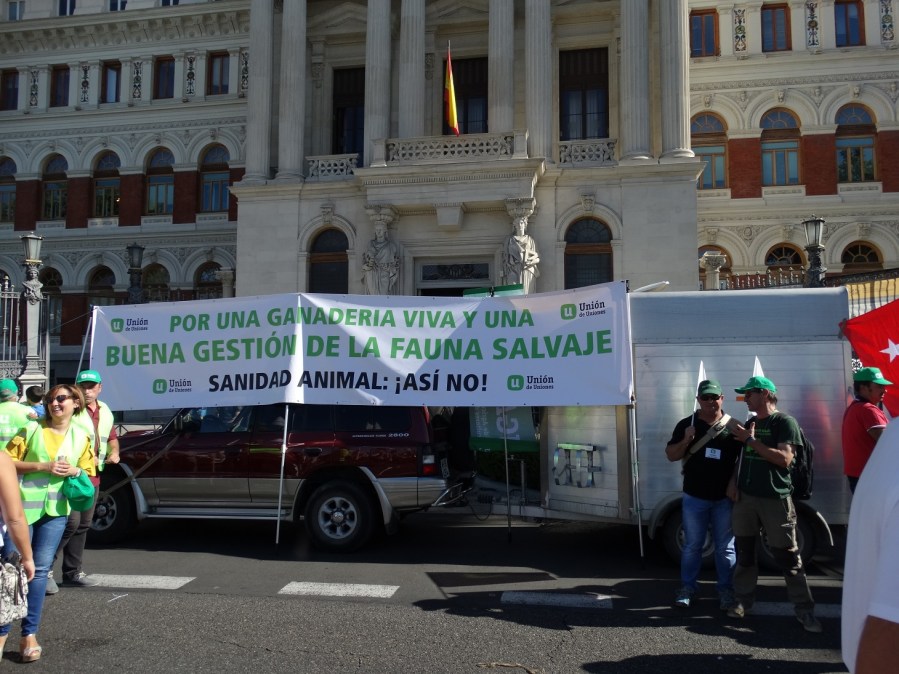 Unión
de Uniones
POR UNA GANADERIA VIVA Y UNA
Unión
de Uniones
BUENA GESTIÓN DE LA FAUNA SALVAJE
Unión
de Uniones
SANIDAD ANIMAL: ¡ASÍ NO!
Unión
de Uniones